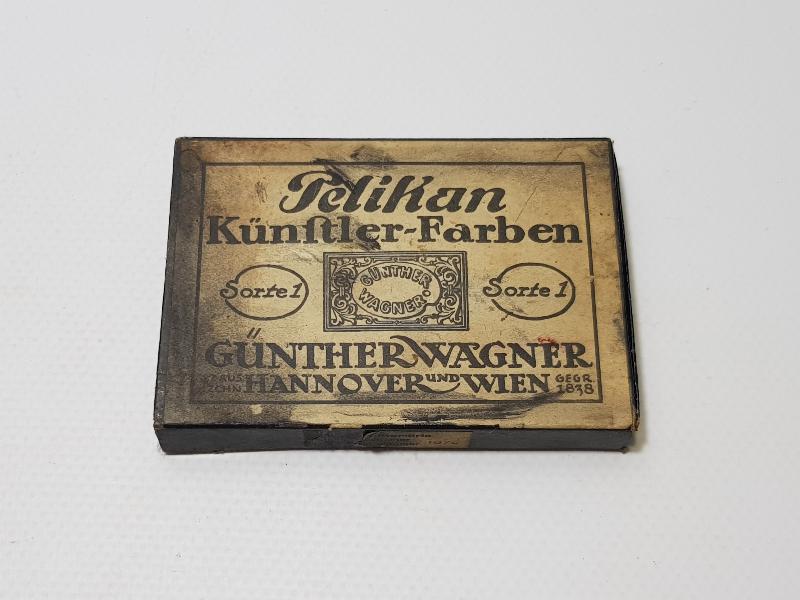 Pelikan
Künſtler-Farben
Sorte 1
GÜNTHER
WAGNER
Sorte 1
GÜNTHER WAGNER
HANNOVER UND WIEN GEGR.
1838